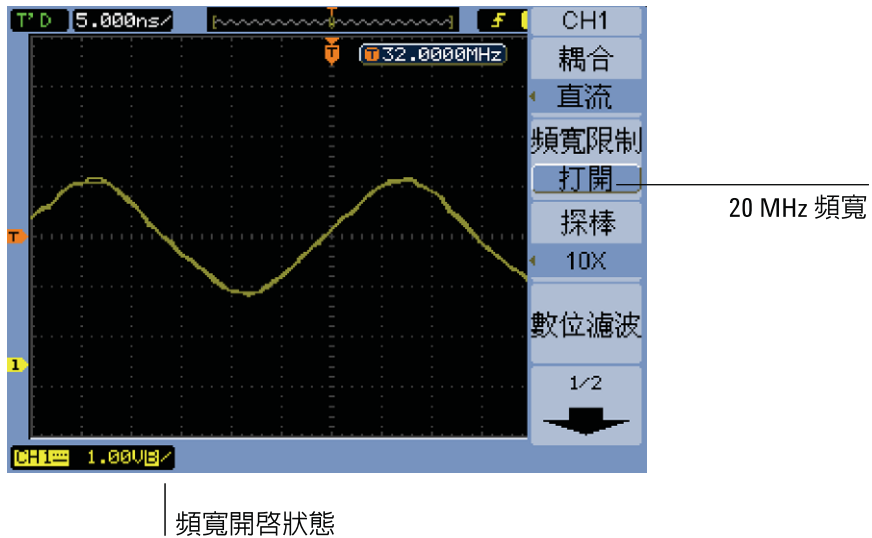 T'D 5.000ns/
T 32.0000MHz
CH1
耦合
直流
頻寬限制
打開
20 MHz 頻寬
探棒
10X
數位濾波
1/2
T
1
CH1 1.00VB/
頻寬開啓狀態